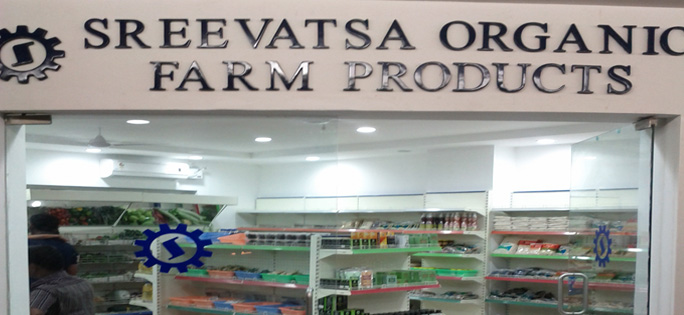 SREEVATSA ORGANIC
FARM PRODUCTS